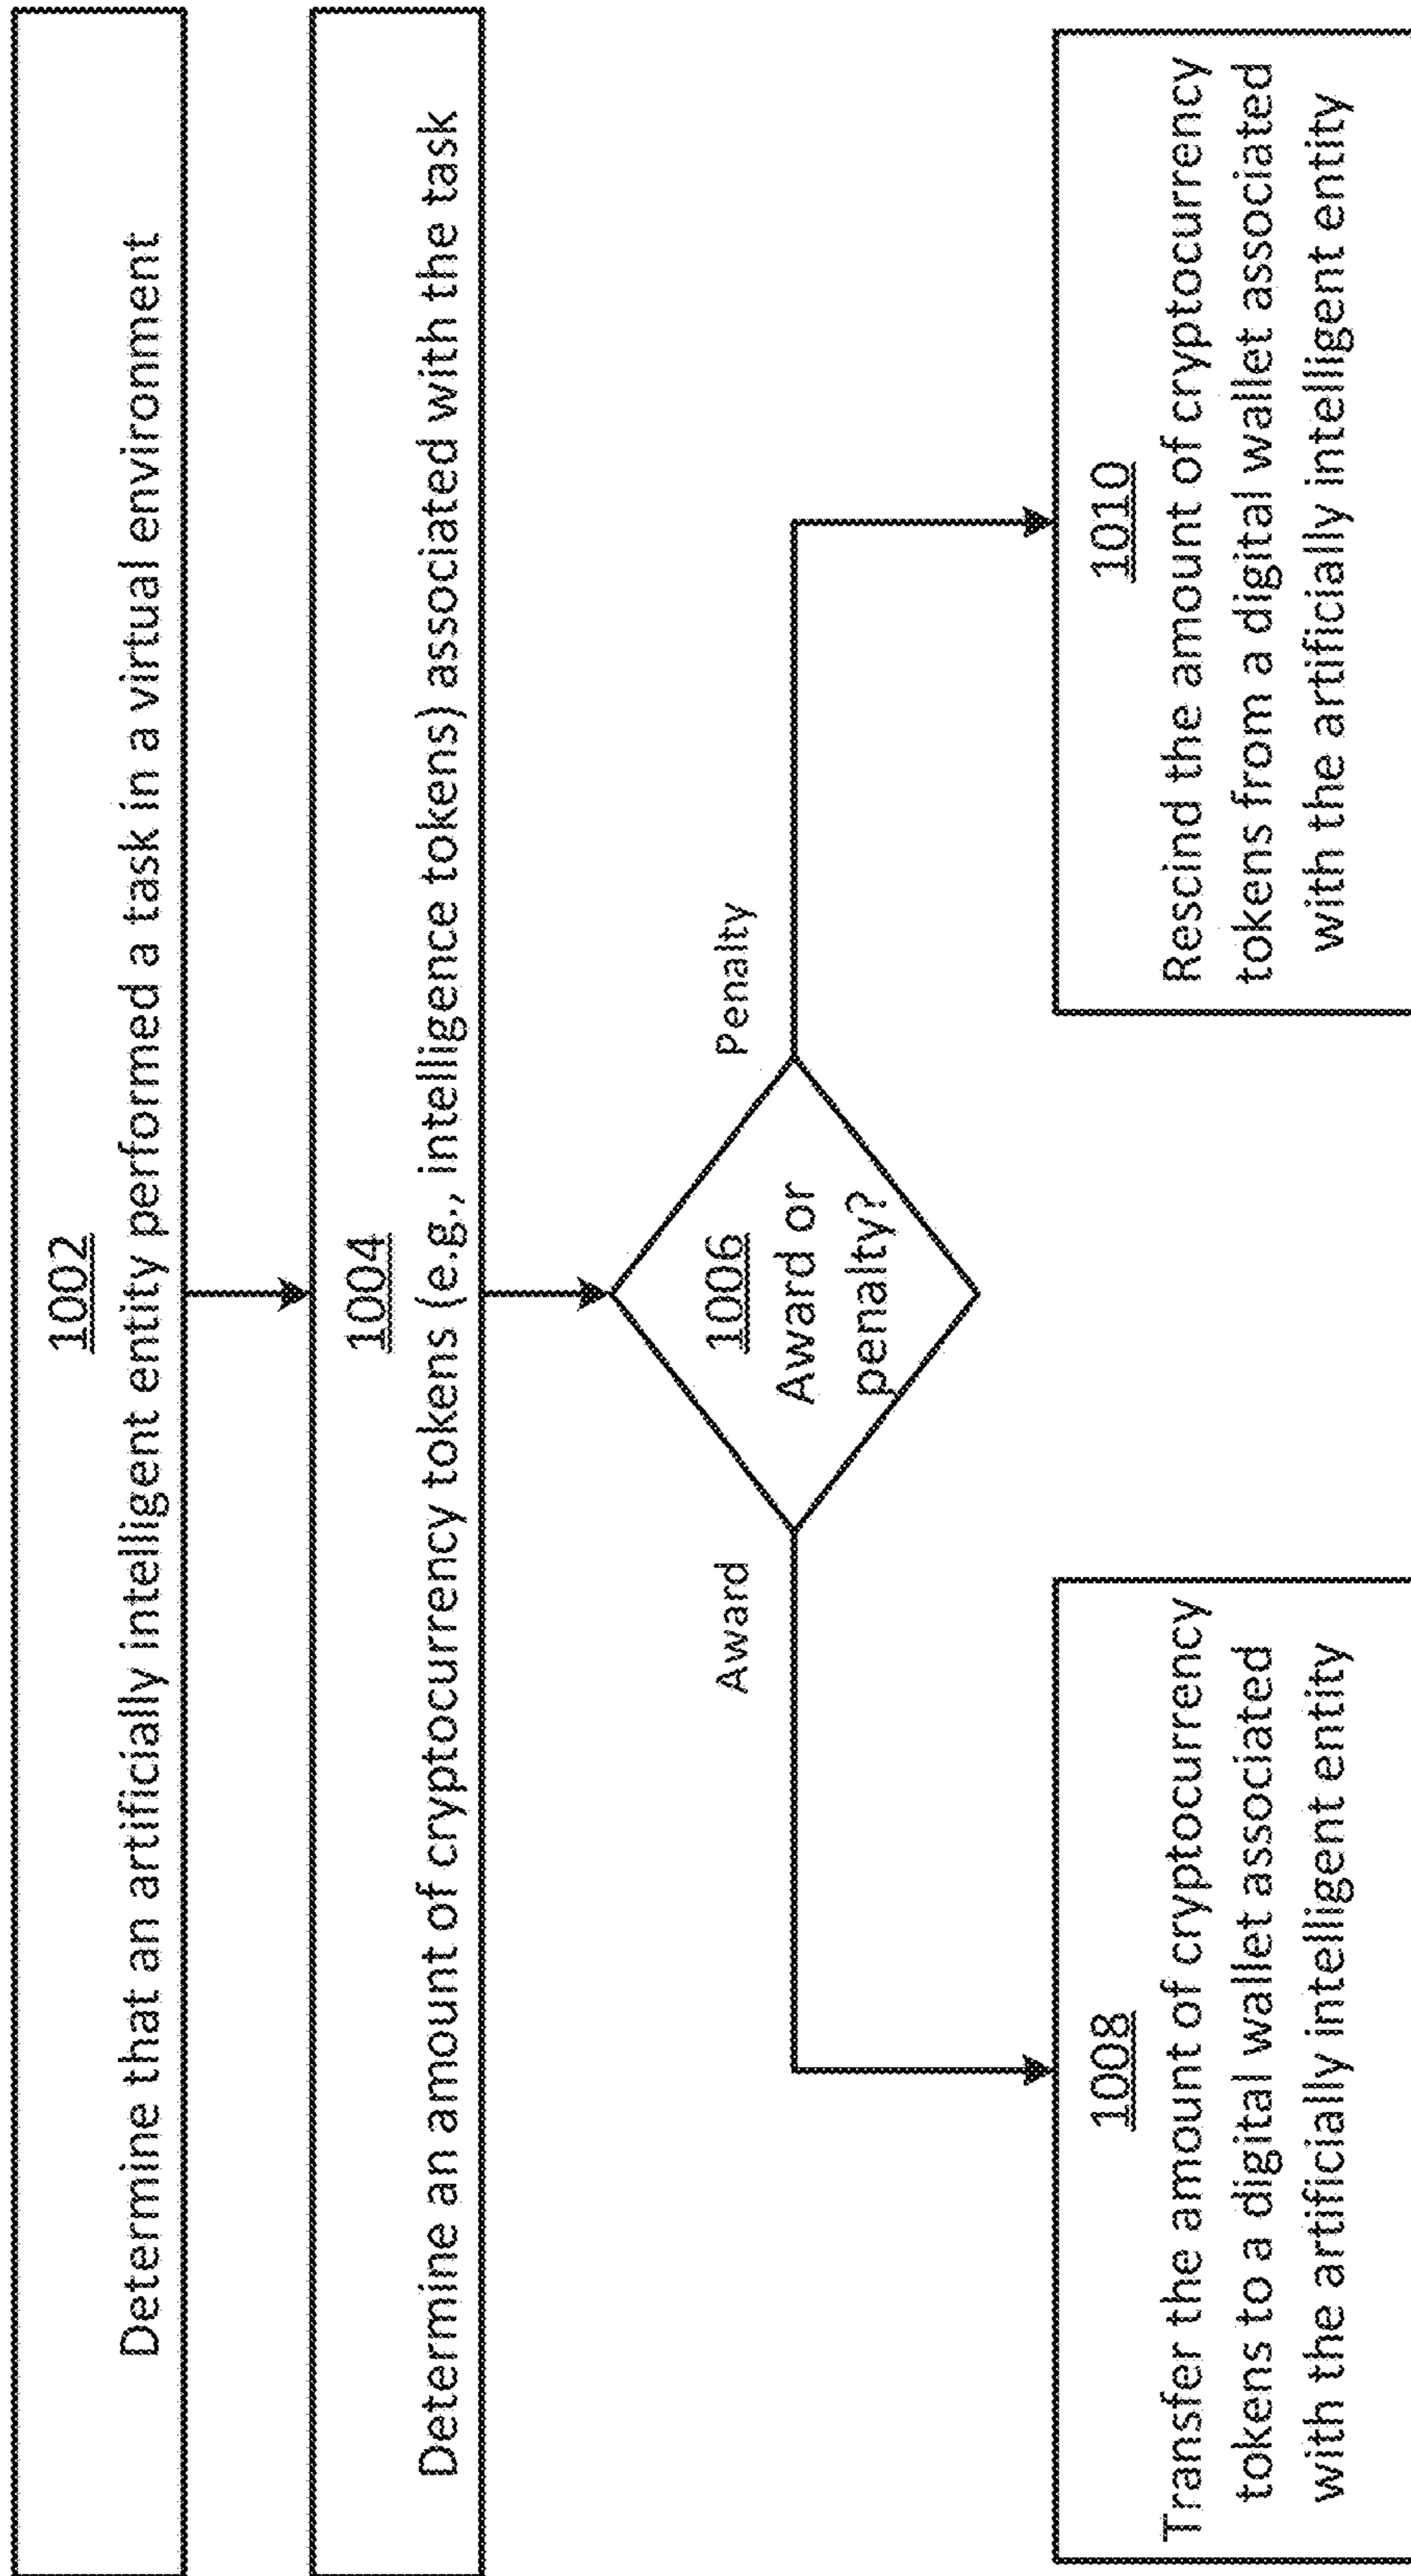 1002
Determine that an artificially intelligent entity performed a task in a virtual environment
1004
Determine an amount of cryptocurrency tokens (e.g., intelligence tokens) associated with the task
1006
Award or
penalty?
Award
Penalty
1008
Transfer the amount of cryptocurrency
tokens to a digital wallet associated
with the artificially intelligent entity
1010
Rescind the amount of cryptocurrency
tokens from a digital wallet associated
with the artificially intelligent entity